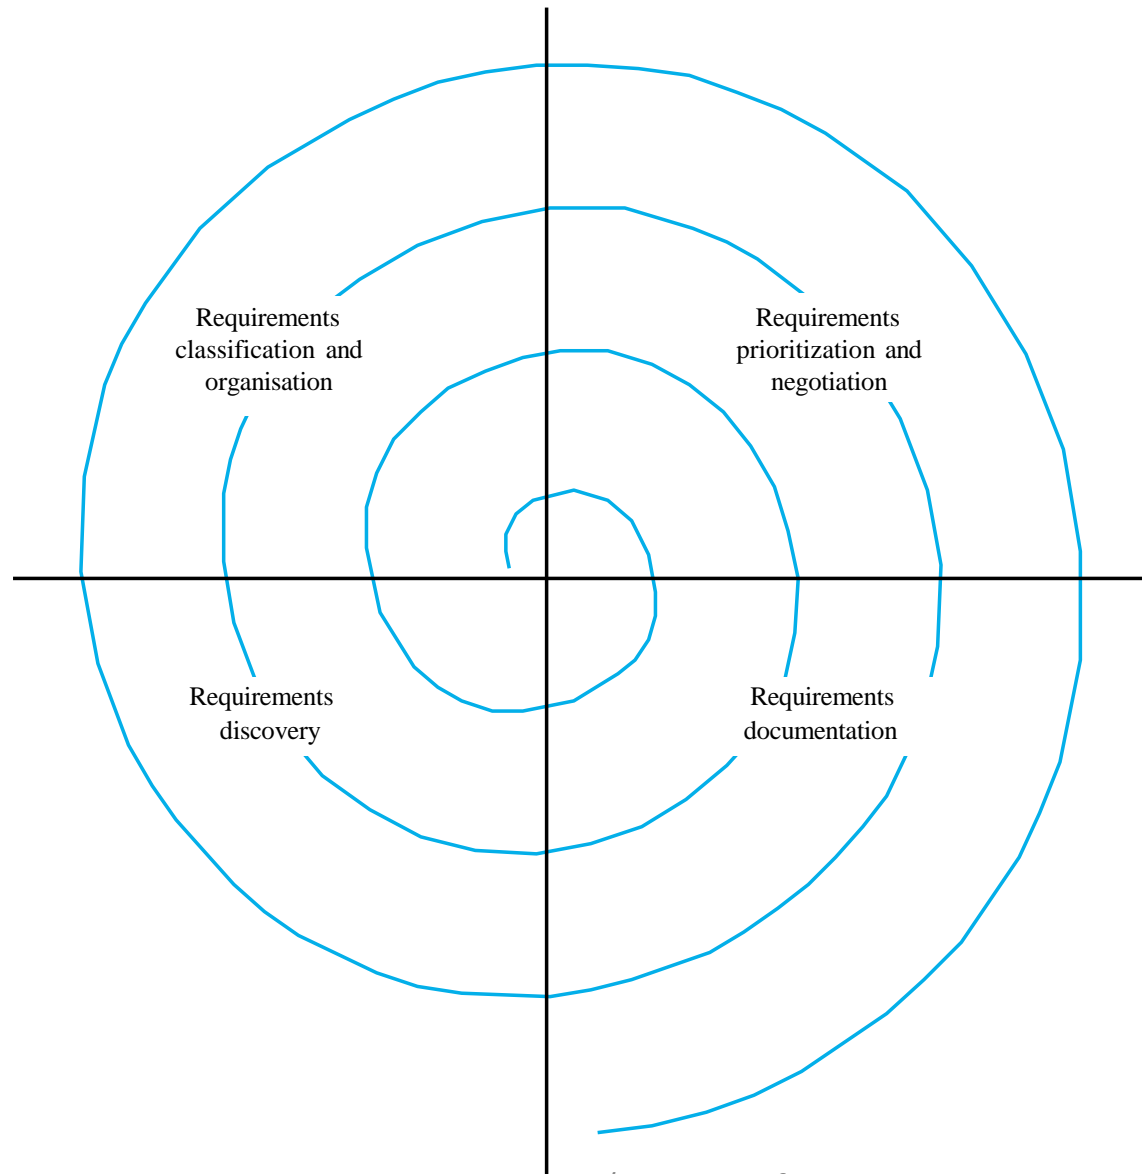 Requirements
classification and
organisation
Requirements
prioritization and
negotiation
Requirements
discovery
Requirements
documentation